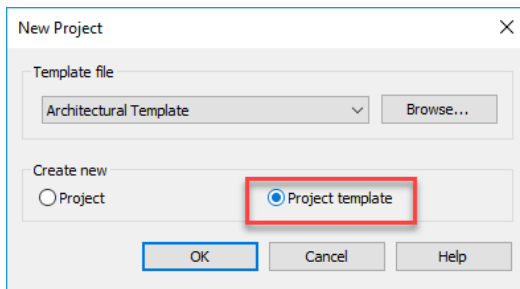 New Project
Template file
Architectural Template
Browse...
Create new
Project
Project template
OK
Cancel
Help